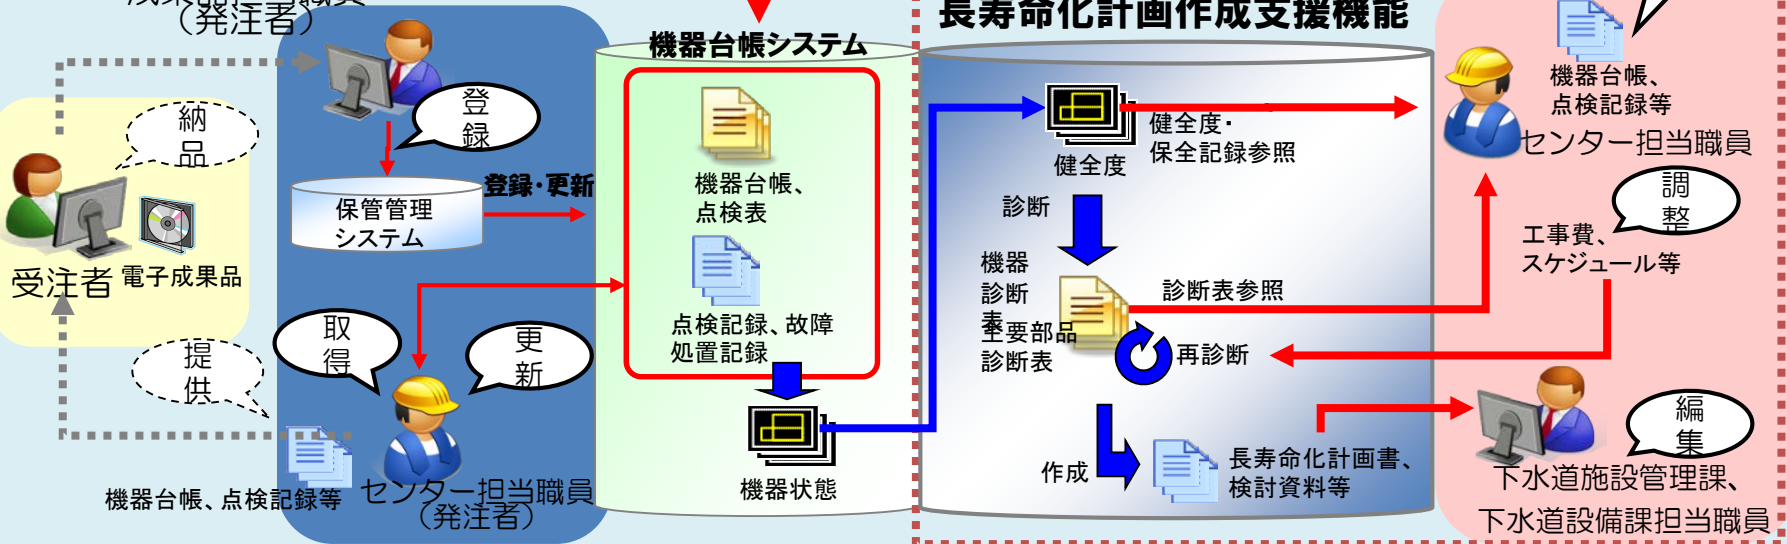 （発注者）
納
品
受注者
電子成果品
提
供
機器台帳、点検記録等
登
録
保管管理
システム
登録・更新
取
得
更
新
センター担当職員
（発注者）
機器台帳システム
機器台帳、
点検表
点検記録、故障
処置記録
機器状態
長寿命化計画作成支援機能
健全度
健全度・
保全記録参照
診断
機器
診断
表
主要部品
診断表
診断表参照
再診断
作成
長寿命化計画書、
検討資料等
機器台帳、
点検記録等
センター担当職員
調
整
工事費、
スケジュール等
編
集
下水道施設管理課、
下水道設備課担当職員